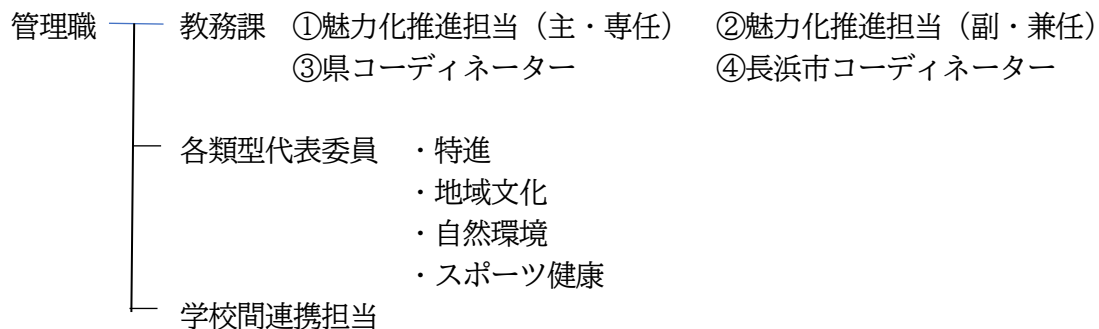 管理職 教務課 ①魅力化推進担当（主・専任） ②魅力化推進担当（副・兼任）
③県コーディネーター ④長浜市コーディネーター
各類型代表委員 ・特進
・地域文化
・自然環境
・スポーツ健康
学校間連携担当